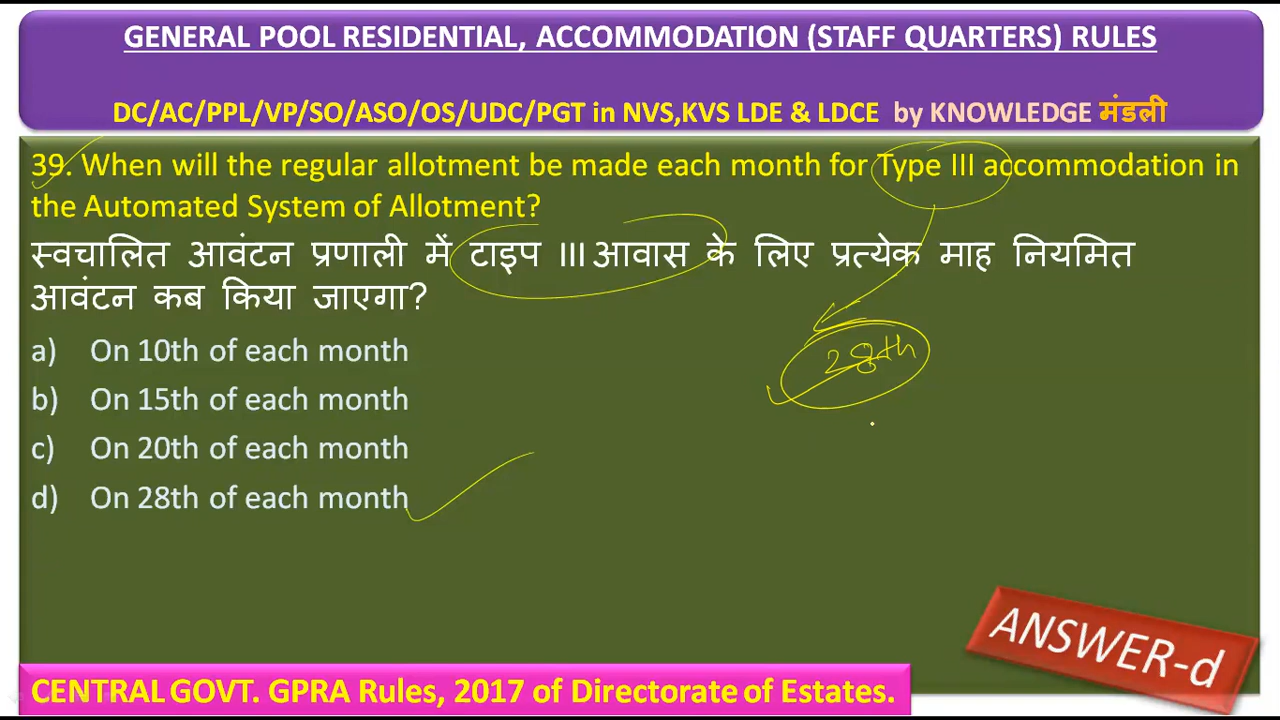 GENERAL POOL RESIDENTIAL, ACCOMMODATION (STAFF QUARTERS) RULES
DC/AC/PPL/VP/SO/ASO/OS/UDC/PGT in NVS,KVS LDE & LDCE by KNOWLEDGE मंडली
39. When will the regular allotment be made each month for Type III accommodation in
the Automated System of Allotment?
स्वचालित आवंटन प्रणाली में टाइप III आवास के लिए प्रत्येक माह नियमित
आवंटन कब किया जाएगा?
a) On 10th of each month
28th
b) On 15th of each month
c) On 20th of each month
d) On 28th of each month
ANSWER-d
CENTRAL GOVT. GPRA Rules, 2017 of Directorate of Estates.